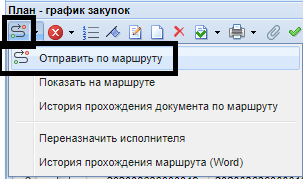 План - график закупок
Отправить по маршруту
Показать на маршруте
История прохождения документа по маршруту
Переназначить исполнителя
История прохождения маршрута (Word)